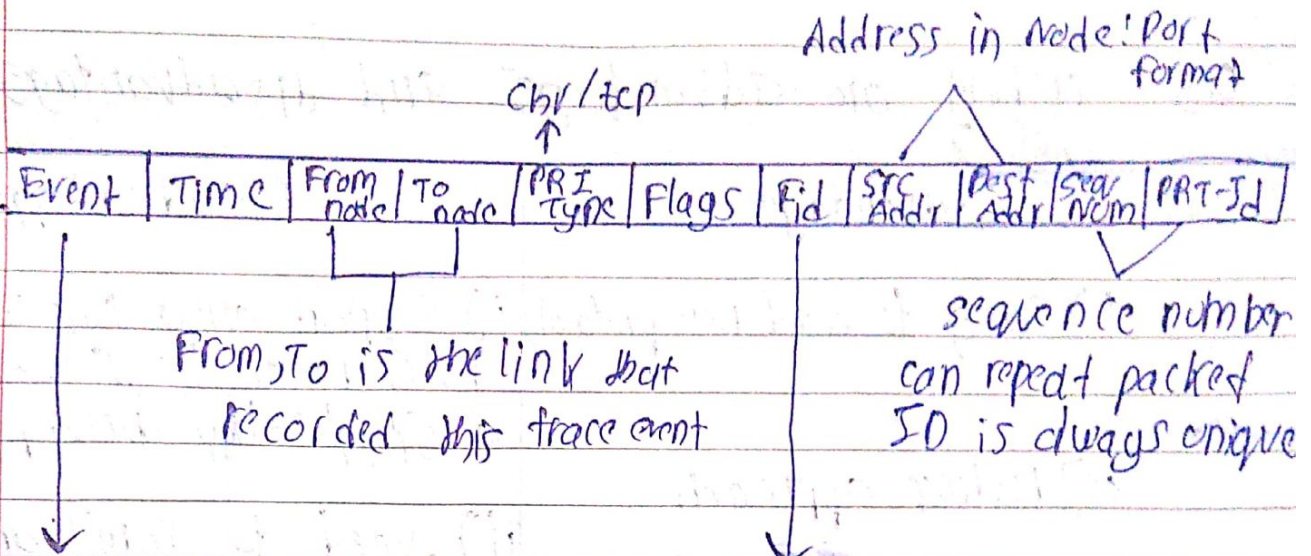 Address in Node:Port
format
Cbr/tcp
Event | Time | From node | To node | PRI Type | Flags | Fid | Src Addr | Dest Addr | Seq Num | PRT-Id
From, To is the link that
recorded this trace event
sequence number
can repeat packed
ID is always unique